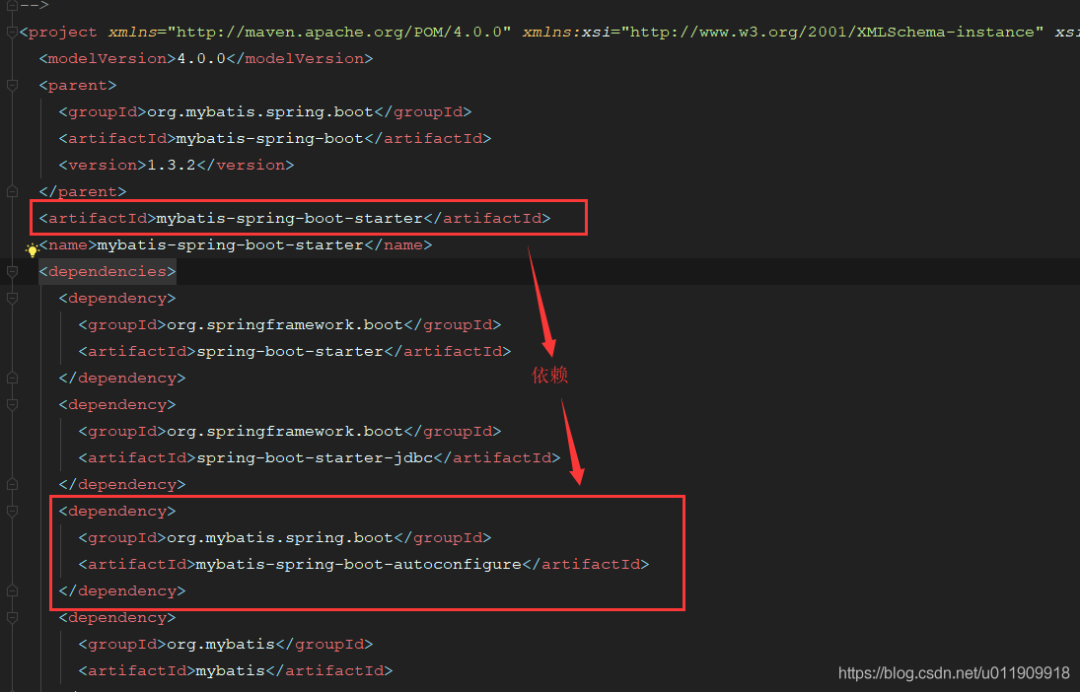 -->
<project xmlns="http://maven.apache.org/POM/4.0.0" xmlns:xsi="http://www.w3.org/2001/XMLSchema-instance" xsi
<modelVersion>4.0.0</modelVersion>
<parent>
<groupId>org.mybatis.spring.boot</groupId>
<artifactId>mybatis-spring-boot</artifactId>
<version>1.3.2</version>
</parent>
<artifactId>mybatis-spring-boot-starter</artifactId>
<name>mybatis-spring-boot-starter</name>
<dependencies>
<dependency>
<groupId>org.springframework.boot</groupId>
<artifactId>spring-boot-starter</artifactId>
依赖
</dependency>
<dependency>
<groupId>org.springframework.boot</groupId>
<artifactId>spring-boot-starter-jdbc</artifactId>
</dependency>
<dependency>
<groupId>org.mybatis.spring.boot</groupId>
<artifactId>mybatis-spring-boot-autoconfigure</artifactId>
</dependency>
<dependency>
<groupId>org.mybatis</groupId>
<artifactId>mybatis</artifactId>
https://blog.csdn.net/u011909918